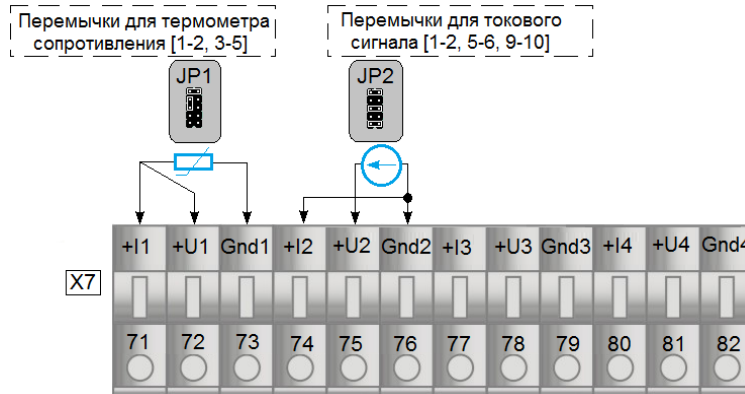 Перемычки для термометра
сопротивления [1-2, 3-5]
Перемычки для токового
сигнала [1-2, 5-6, 9-10]
JP1
JP2
+I1 +U1 Gnd1 +I2 +U2 Gnd2 +I3 +U3 Gnd3 +I4 +U4 Gnd4
X7
71 72 73 74 75 76 77 78 79 80 81 82